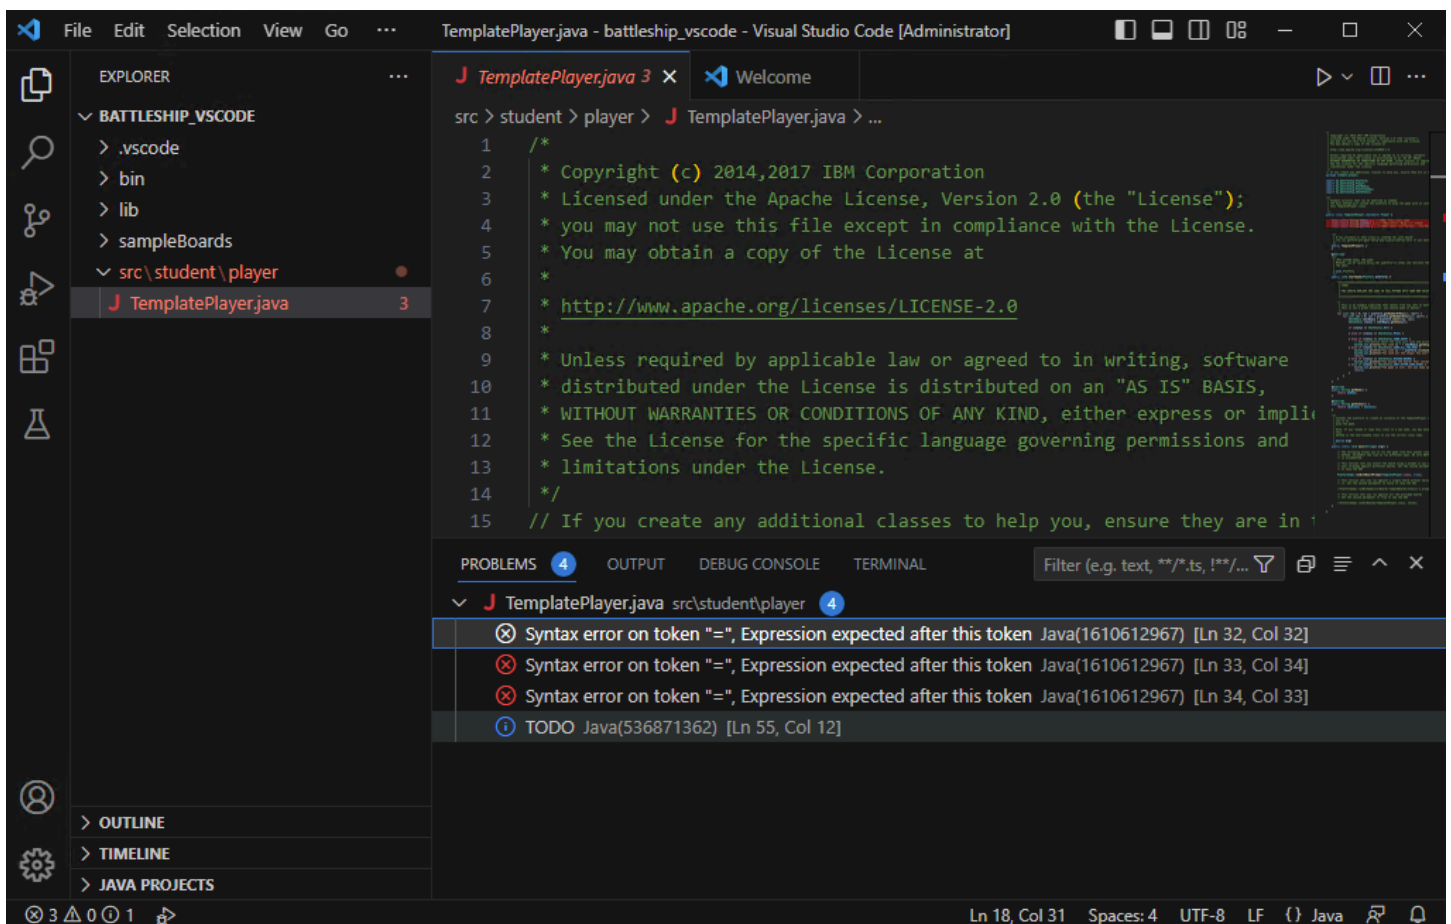 File Edit Selection View Go ··· TemplatePlayer.java - battleship_vscode - Visual Studio Code [Administrator]
EXPLORER ···
BATTLESHIP_VSCODE
.vscode
bin
lib
sampleBoards
src\student\player
TemplatePlayer.java 3
J TemplatePlayer.java 3 Welcome
src > student > player > J TemplatePlayer.java > ...
1 /*
2 * Copyright (c) 2014,2017 IBM Corporation
3 * Licensed under the Apache License, Version 2.0 (the "License");
4 * you may not use this file except in compliance with the License.
5 * You may obtain a copy of the License at
6 *
7 * http://www.apache.org/licenses/LICENSE-2.0
8 *
9 * Unless required by applicable law or agreed to in writing, software
10 * distributed under the License is distributed on an "AS IS" BASIS,
11 * WITHOUT WARRANTIES OR CONDITIONS OF ANY KIND, either express or impli
12 * See the License for the specific language governing permissions and
13 * limitations under the License.
14 */
15 // If you create any additional classes to help you, ensure they are in
PROBLEMS 4 OUTPUT DEBUG CONSOLE TERMINAL Filter (e.g. text, **/*.ts, !**/...
J TemplatePlayer.java src\student\player 4
Syntax error on token "=", Expression expected after this token Java(1610612967) [Ln 32, Col 32]
Syntax error on token "=", Expression expected after this token Java(1610612967) [Ln 33, Col 34]
Syntax error on token "=", Expression expected after this token Java(1610612967) [Ln 34, Col 33]
TODO Java(536871362) [Ln 55, Col 12]
OUTLINE
TIMELINE
JAVA PROJECTS
3 0 1 Ln 18, Col 31 Spaces: 4 UTF-8 LF {} Java